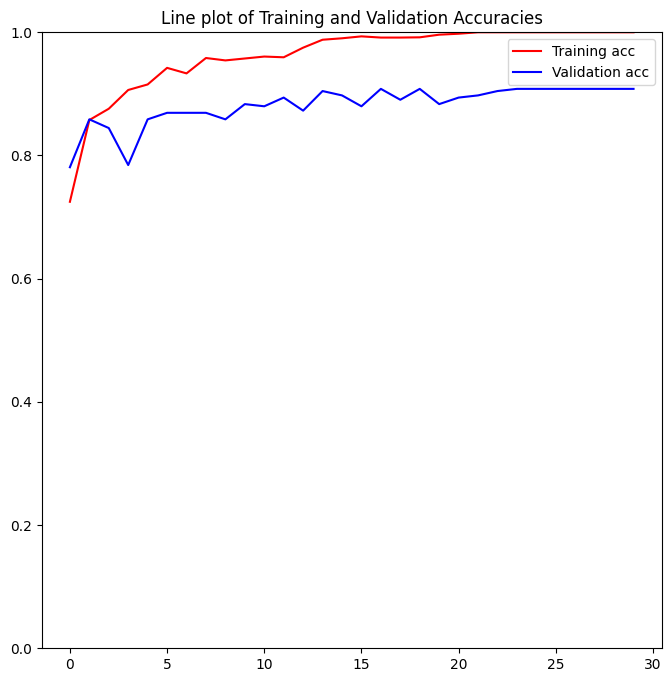 Line plot of Training and Validation Accuracies
1.0
Training acc
Validation acc
0.8
0.6
0.4
0.2
0.0
0 5 10 15 20 25 30